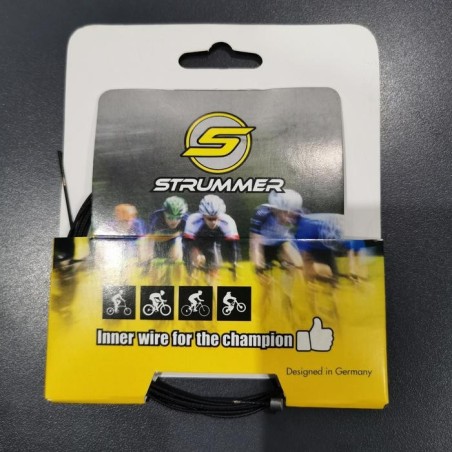 S
STRUMMER
Inner wire for the champion
Designed in Germany